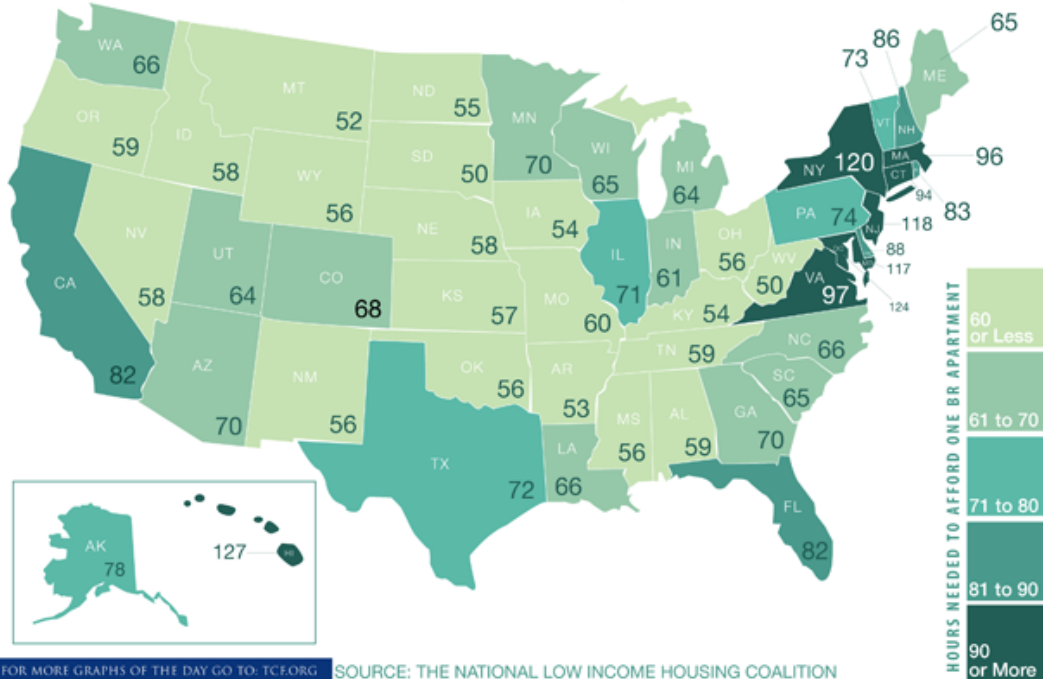 65
86
73
WA
66
ME
MT
52
ND
55
MN
70
VT
NH
OR
59
ID
58
SD
50
WI
65
MI
64
NY
120
MA
96
CT
94
83
WY
56
IA
54
PA
74
NJ
118
NE
58
OH
56
88
NV
58
UT
64
CO
68
IL
71
IN
61
WV
50
VA
97
117
124
CA
82
KS
57
MO
60
KY
54
AZ
70
NM
56
OK
56
AR
53
TN
59
NC
66
SC
65
MS
56
AL
59
GA
70
TX
72
LA
66
FL
82
AK
78
127
HI
HOURS NEEDED TO AFFORD ONE BR APARTMENT
60
or Less
61 to 70
71 to 80
81 to 90
90
or More
FOR MORE GRAPHS OF THE DAY GO TO: TCF.ORG
SOURCE: THE NATIONAL LOW INCOME HOUSING COALITION